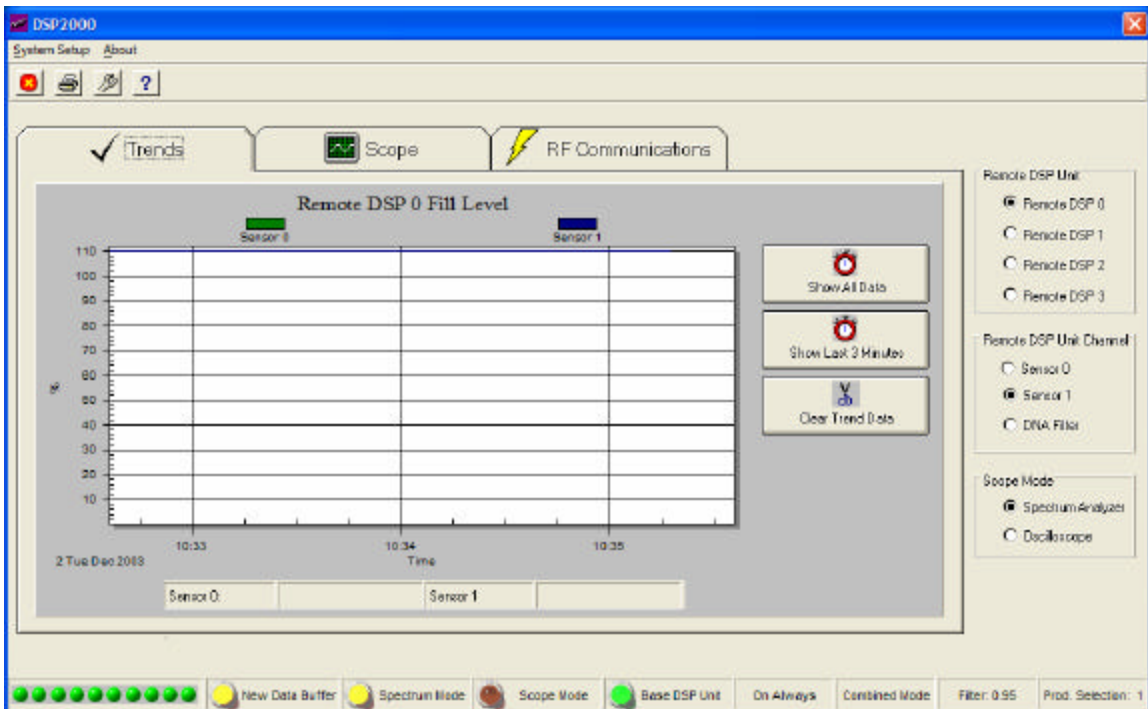 DSP2000
System Setup About
?
Trends
Scope
RF Communications
Remote DSP 0 Fill Level
Sensor 0
Sensor 1
110
100
90
80
70
60
50
40
30
20
10
%
10:33
10:34
10:35
2 Tue Dec 2003
Time
Sensor 0:
Sensor 1
Show All Data
Show Last 3 Minutes
Clear Trend Data
Remote DSP Unit
Remote DSP 0
Remote DSP 1
Remote DSP 2
Remote DSP 3
Remote DSP Unit Channel
Sensor 0
Sensor 1
DNA Filter
Scope Mode
Spectrum Analyzer
Oscilloscope
New Data Buffer
Spectrum Mode
Scope Mode
Base DSP Unit
On Always
Combined Mode
Filter: 0.95
Prod. Selection: 1